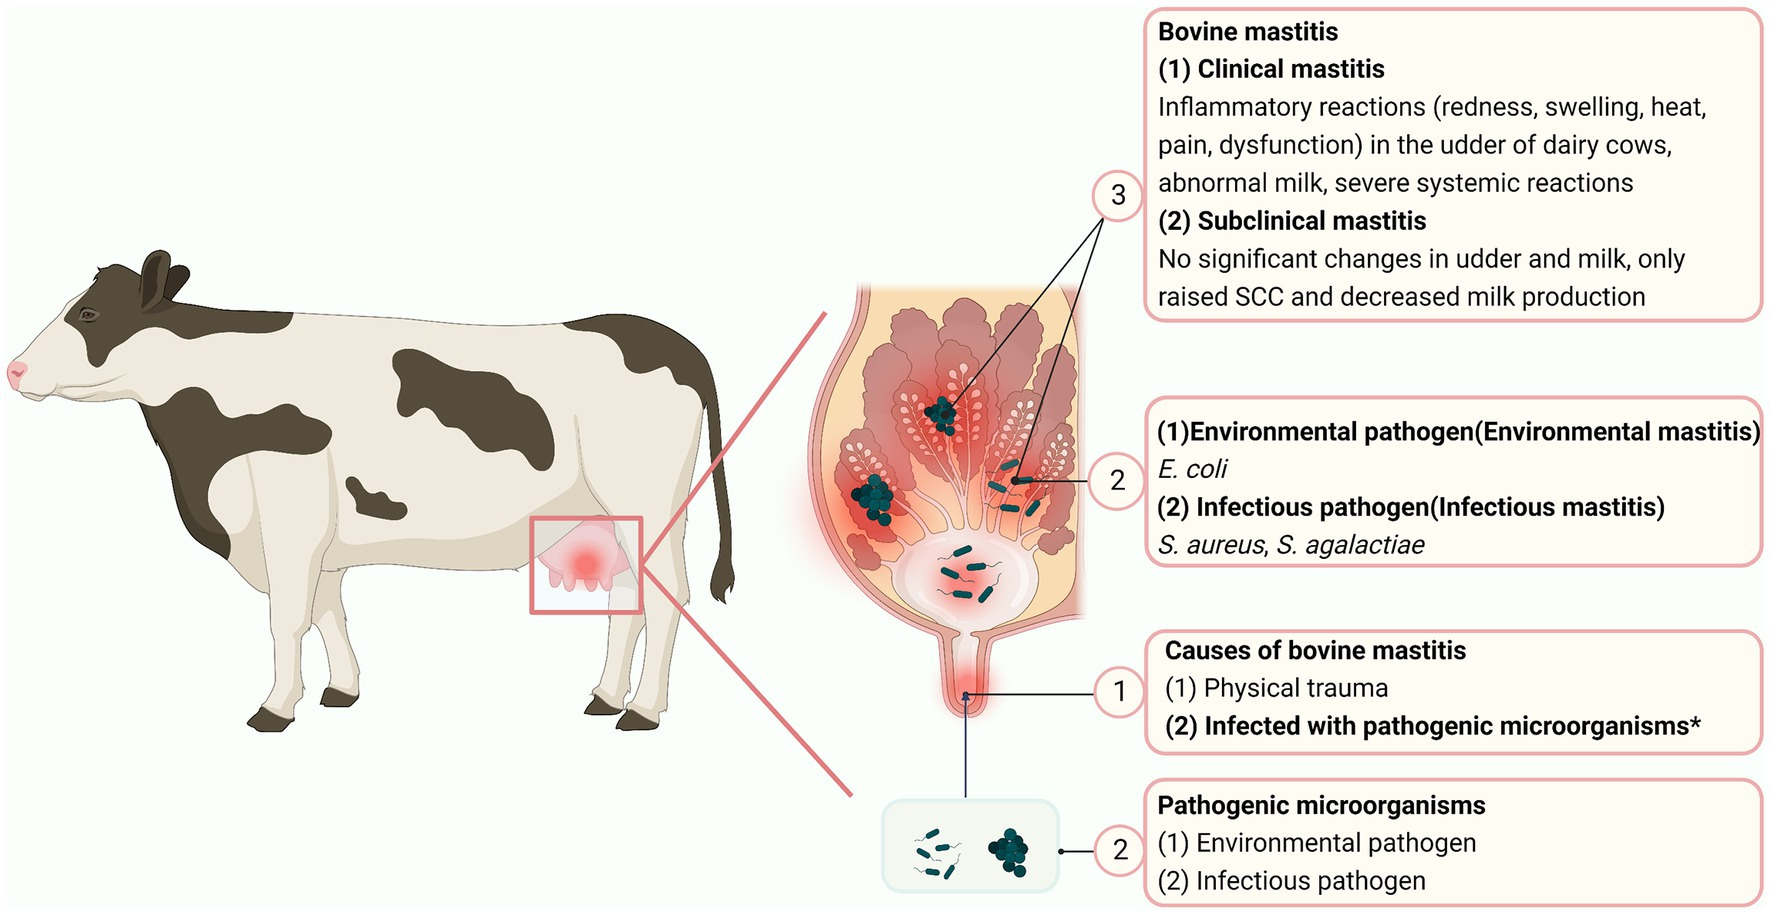 Bovine mastitis
(1) Clinical mastitis
Inflammatory reactions (redness, swelling, heat,
pain, dysfunction) in the udder of dairy cows,
abnormal milk, severe systemic reactions
(2) Subclinical mastitis
No significant changes in udder and milk, only
raised SCC and decreased milk production
3
(1)Environmental pathogen(Environmental mastitis)
E. coli
(2) Infectious pathogen(Infectious mastitis)
S. aureus, S. agalactiae
2
Causes of bovine mastitis
(1) Physical trauma
(2) Infected with pathogenic microorganisms*
1
Pathogenic microorganisms
(1) Environmental pathogen
(2) Infectious pathogen
2